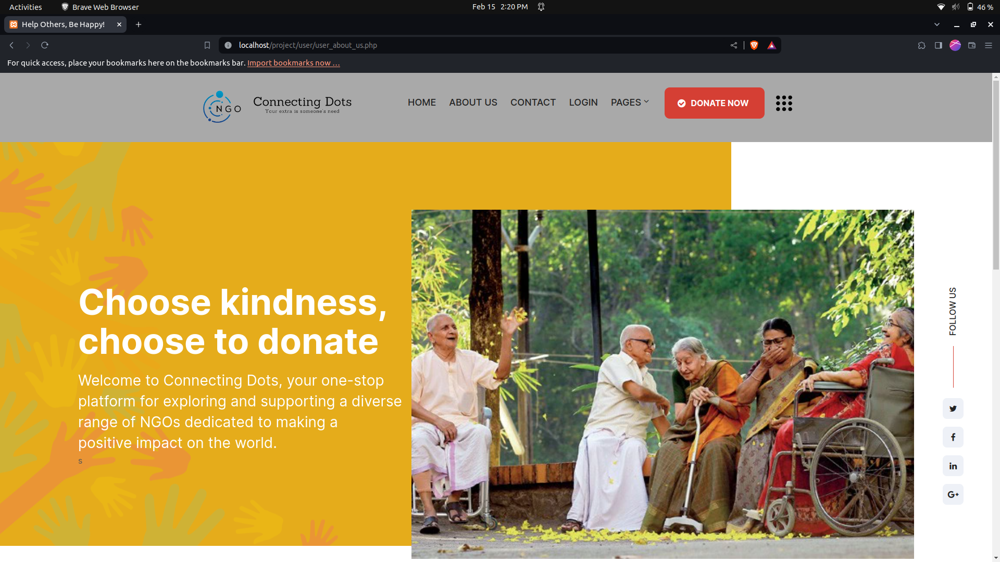 Activities
Brave Web Browser
Feb 15 2:20 PM
46 %
Help Others, Be Happy!
localhost/project/user/user_about_us.php
For quick access, place your bookmarks here on the bookmarks bar. Import bookmarks now ...
NGO
Connecting Dots
Your extra is someone's need
HOME
ABOUT US
CONTACT
LOGIN
PAGES
DONATE NOW
Choose kindness,
choose to donate
Welcome to Connecting Dots, your one-stop
platform for exploring and supporting a diverse
range of NGOs dedicated to making a
positive impact on the world.
s
FOLLOW US